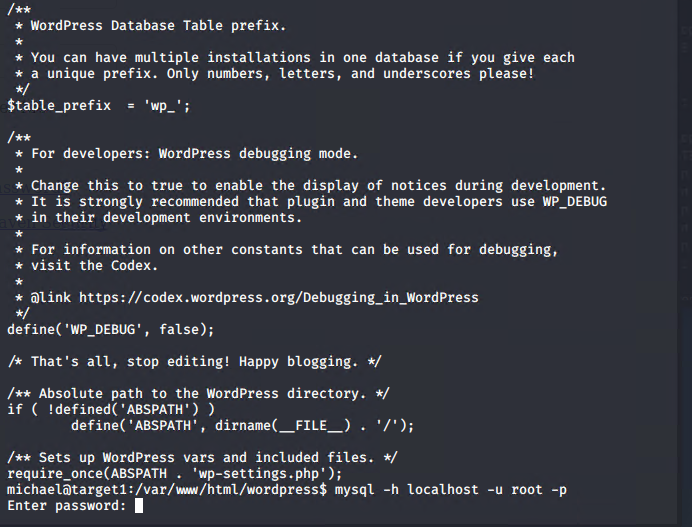 /**
 * WordPress Database Table prefix.
 *
 * You can have multiple installations in one database if you give each
 * a unique prefix. Only numbers, letters, and underscores please!
 */
$table_prefix  = 'wp_';

/**
 * For developers: WordPress debugging mode.
 *
 * Change this to true to enable the display of notices during development.
 * It is strongly recommended that plugin and theme developers use WP_DEBUG
 * in their development environments.
 *
 * For information on other constants that can be used for debugging,
 * visit the Codex.
 *
 * @link https://codex.wordpress.org/Debugging_in_WordPress
 */
define('WP_DEBUG', false);

/* That's all, stop editing! Happy blogging. */

/** Absolute path to the WordPress directory. */
if ( !defined('ABSPATH') )
        define('ABSPATH', dirname(__FILE__) . '/');

/** Sets up WordPress vars and included files. */
require_once(ABSPATH . 'wp-settings.php');
michael@target1:/var/www/html/wordpress$ mysql -h localhost -u root -p
Enter password: